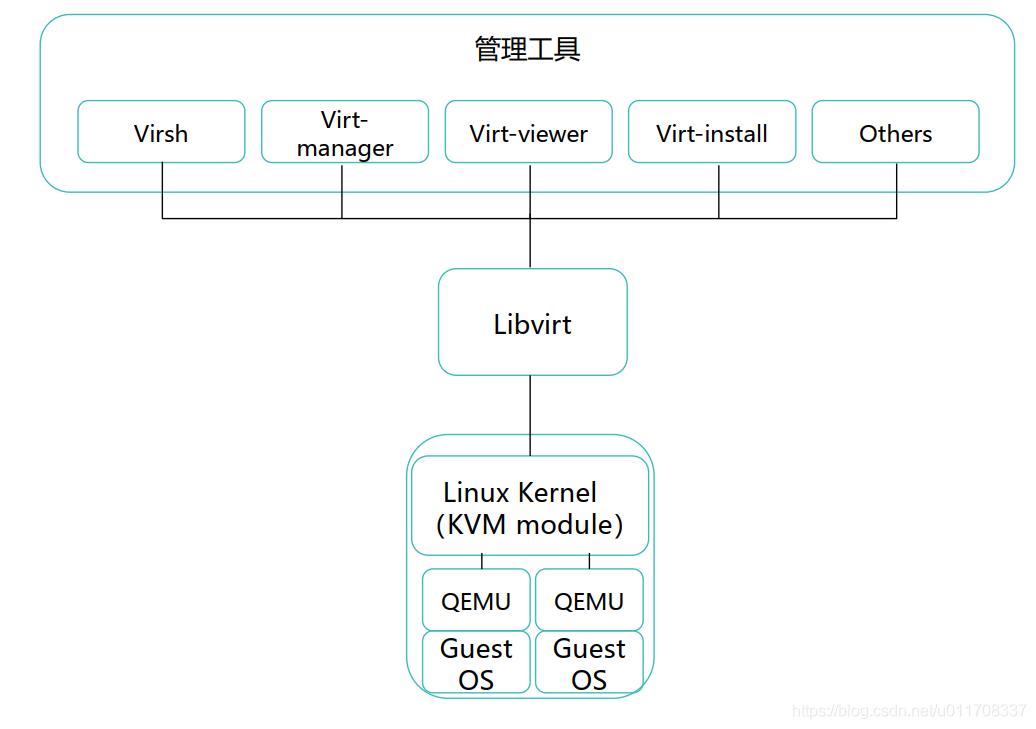 管理工具
Virsh
Virt-
manager
Virt-viewer
Virt-install
Others
Libvirt
Linux Kernel
（KVM module）
QEMU
QEMU
Guest
OS
Guest
OS
https://blog.csdn.net/u011708337